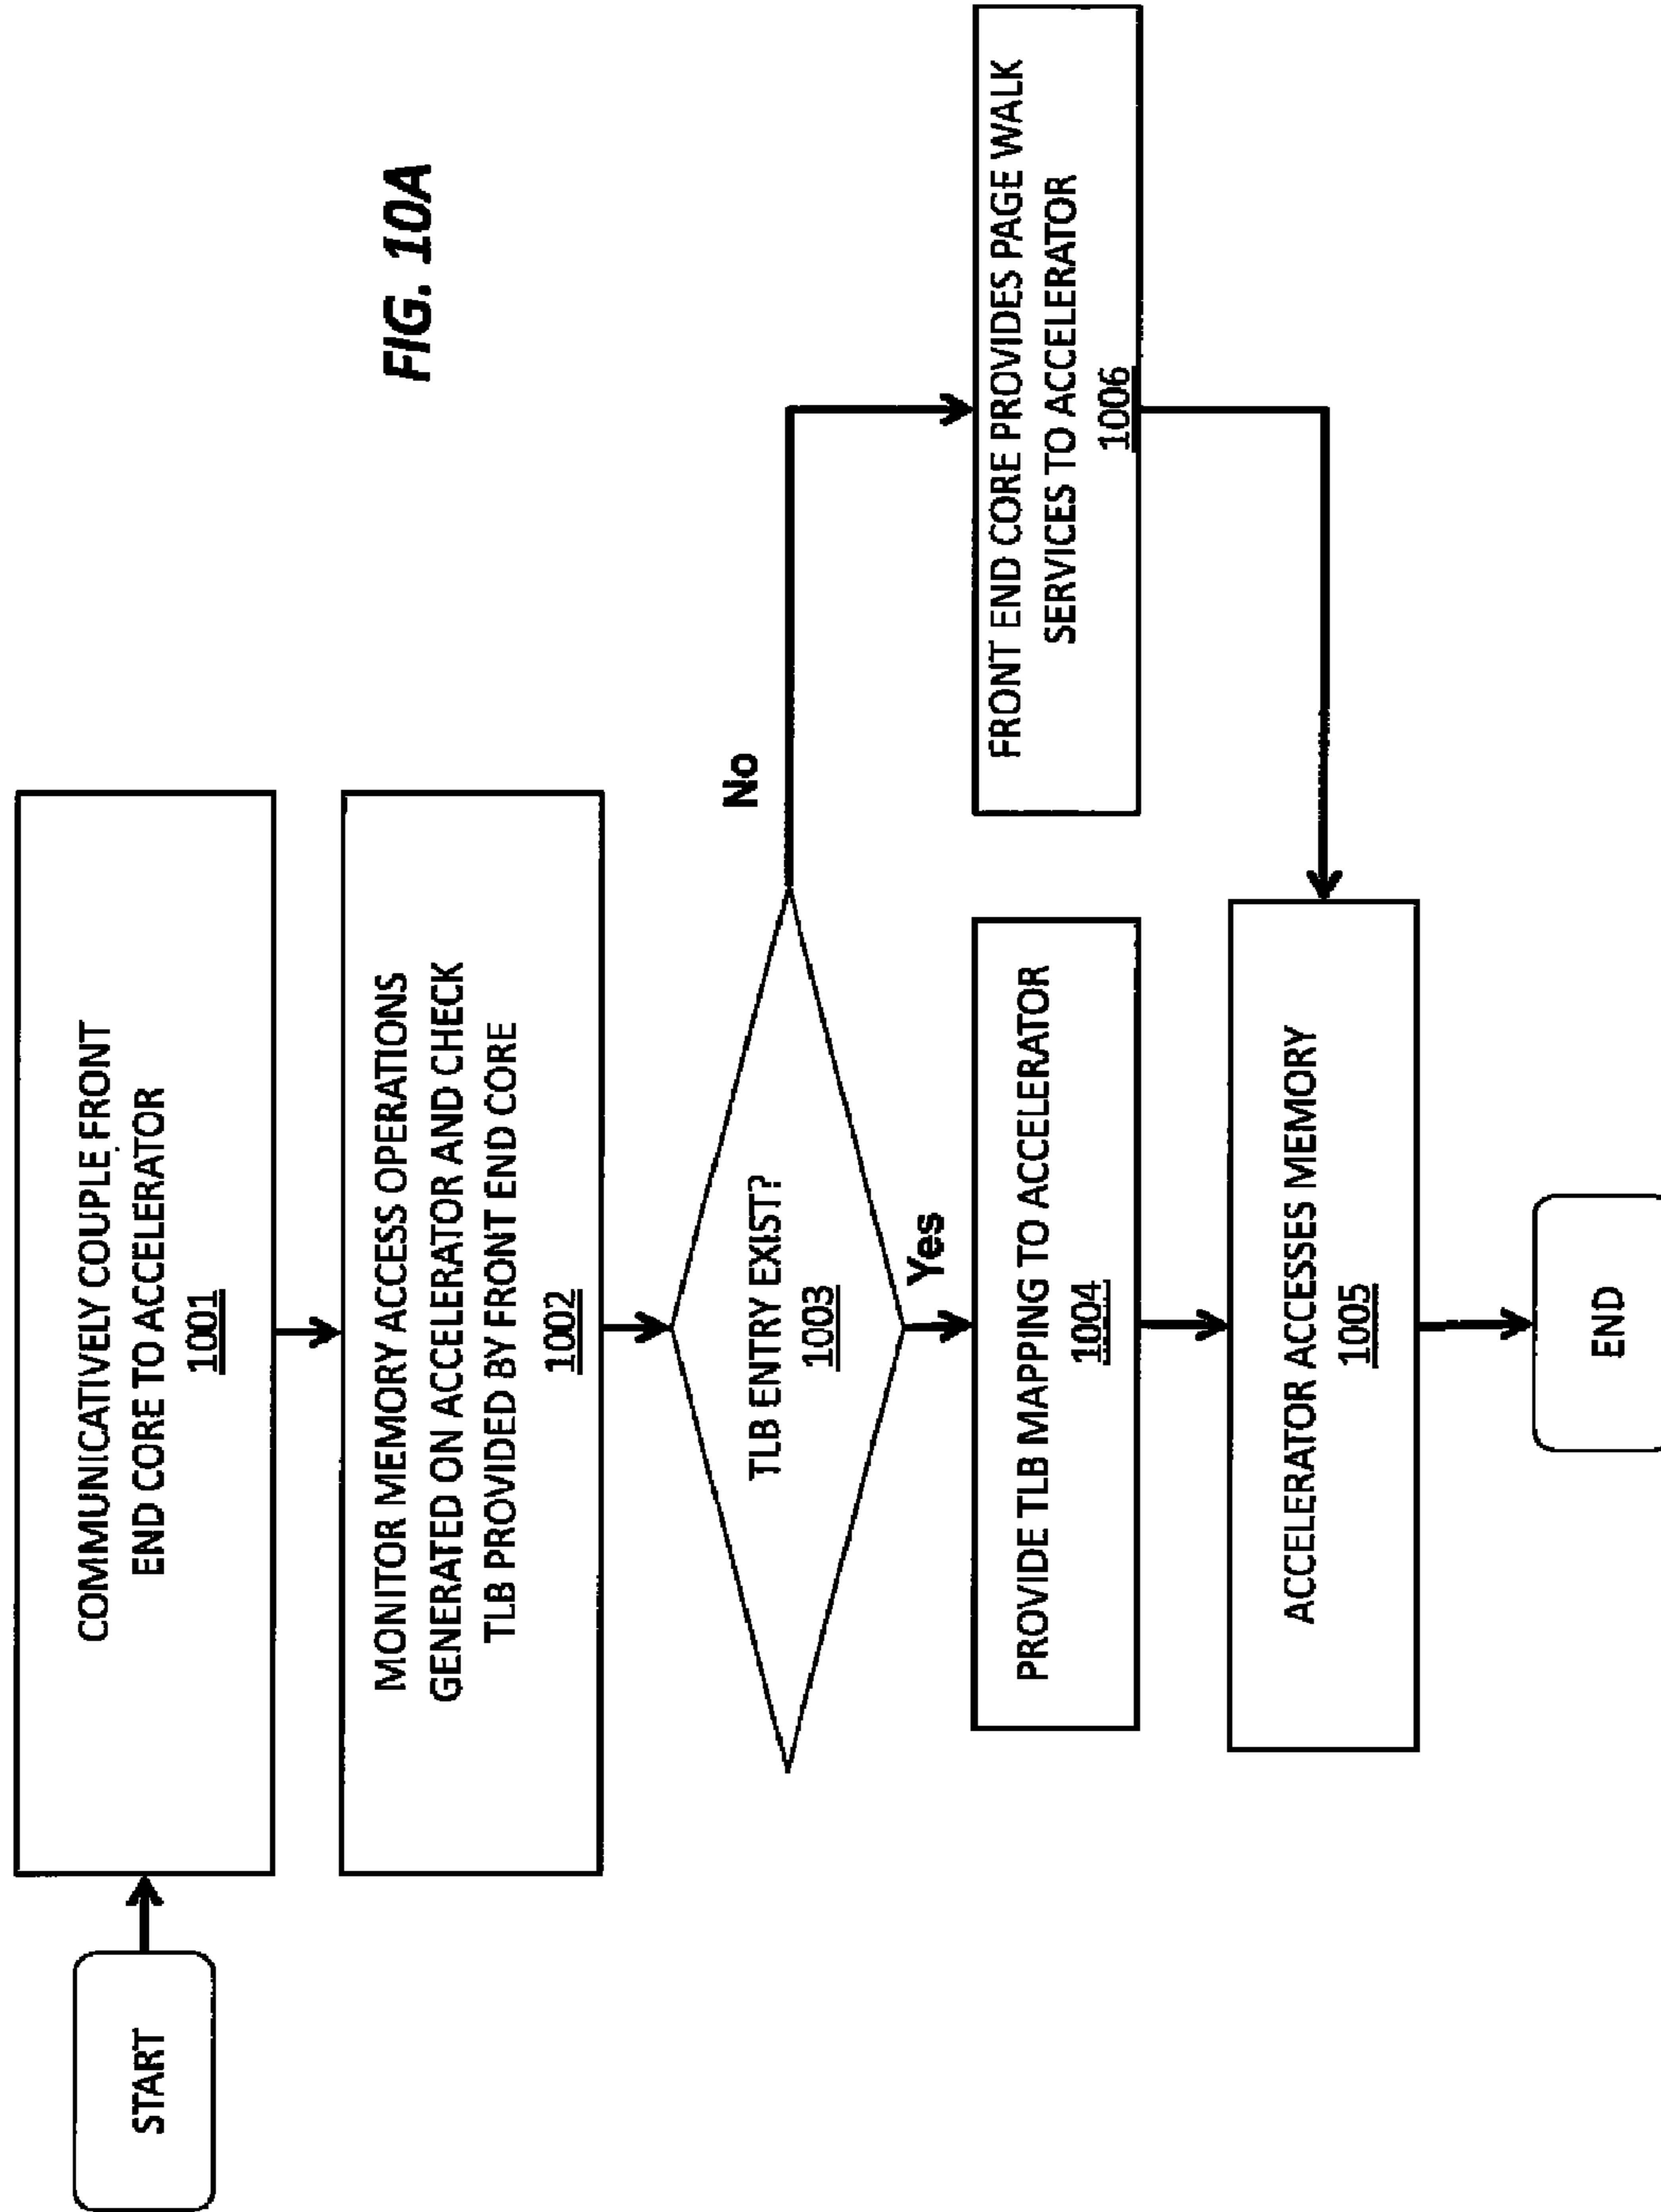 FIG. 10A
START
COMMUNICATIVELY COUPLE FRONT
END CORE TO ACCELERATOR
1001
MONITOR MEMORY ACCESS OPERATIONS
GENERATED ON ACCELERATOR AND CHECK
TLB PROVIDED BY FRONT END CORE
1002
TLB ENTRY EXIST?
1003
No
Yes
PROVIDE TLB MAPPING TO ACCELERATOR
1004
FRONT END CORE PROVIDES PAGE WALK
SERVICES TO ACCELERATOR
1006
ACCELERATOR ACCESSES MEMORY
1005
END